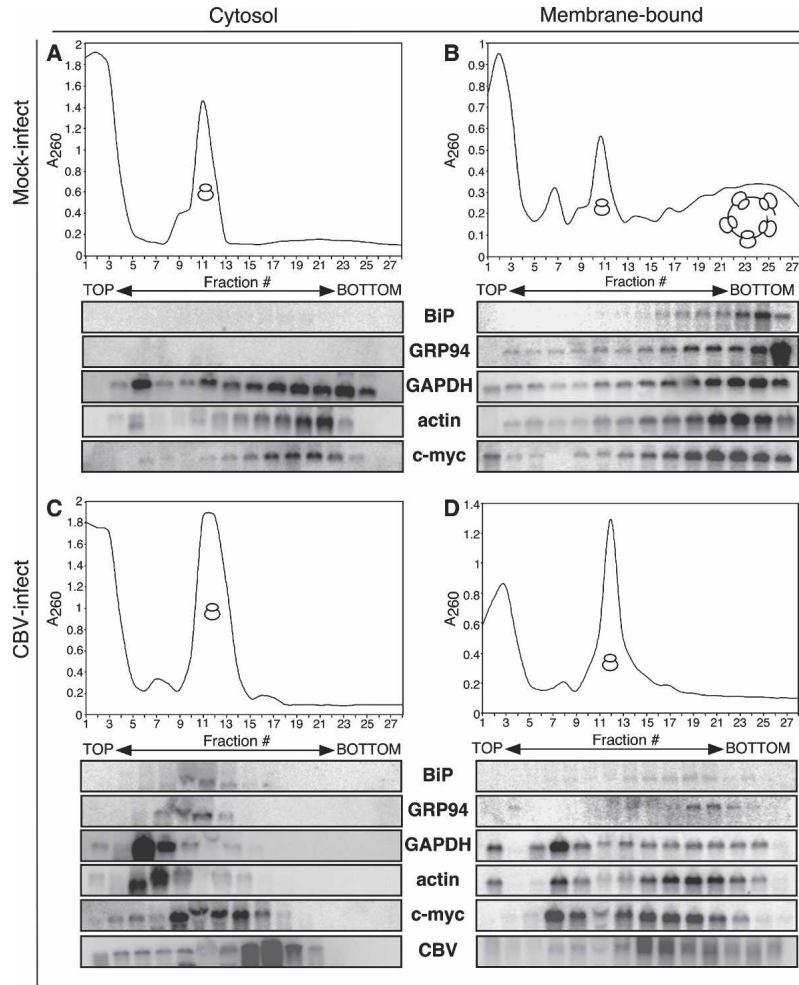 Cytosol Membrane-bound
Mock-infect
CBV-infect
A B
A260
2
1.8
1.6
1.4
1.2
1
0.8
0.6
0.4
0.2
0
1 3 5 7 9 11 13 15 17 19 21 23 25 27
Fraction #
TOP BOTTOM
A260
1
0.9
0.8
0.7
0.6
0.5
0.4
0.3
0.2
0.1
0
1 3 5 7 9 11 13 15 17 19 21 23 25 27
Fraction #
TOP BOTTOM
BiP
GRP94
GAPDH
actin
c-myc
C D
A260
2
1.8
1.6
1.4
1.2
1
0.8
0.6
0.4
0.2
0
1 3 5 7 9 11 13 15 17 19 21 23 25 27
Fraction #
TOP BOTTOM
A260
1.4
1.2
1
0.8
0.6
0.4
0.2
0
1 3 5 7 9 11 13 15 17 19 21 23 25 27
Fraction #
TOP BOTTOM
BiP
GRP94
GAPDH
actin
c-myc
CBV